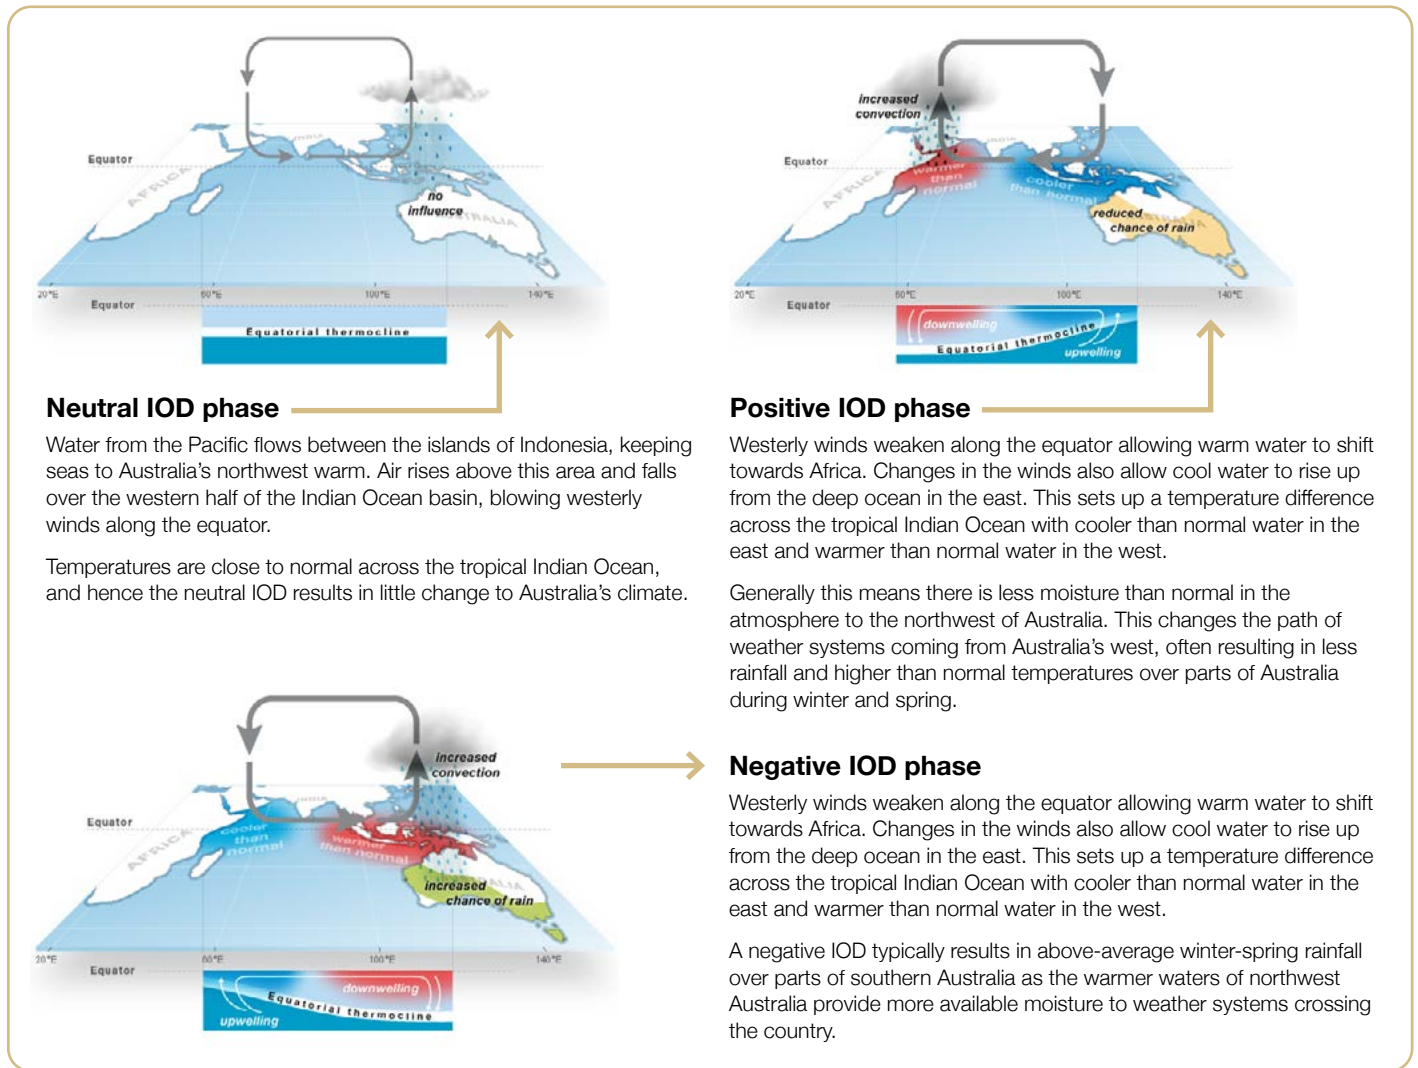 Equator
INDIA
AFRICA
no
influence
AUSTRALIA
20°E
60°E
100°E
140°E
Equator
Equatorial thermocline
Neutral IOD phase
Water from the Pacific flows between the islands of Indonesia, keeping
seas to Australia's northwest warm. Air rises above this area and falls
over the western half of the Indian Ocean basin, blowing westerly
winds along the equator.
Temperatures are close to normal across the tropical Indian Ocean,
and hence the neutral IOD results in little change to Australia's climate.
increased
convection
Equator
INDIA
AFRICA
warmer
than
normal
cooler
than normal
reduced
chance of rain
20°E
60°E
100°E
140°E
Equator
downwelling
Equatorial thermocline
upwelling
Positive IOD phase
Westerly winds weaken along the equator allowing warm water to shift
towards Africa. Changes in the winds also allow cool water to rise up
from the deep ocean in the east. This sets up a temperature difference
across the tropical Indian Ocean with cooler than normal water in the
east and warmer than normal water in the west.
Generally this means there is less moisture than normal in the
atmosphere to the northwest of Australia. This changes the path of
weather systems coming from Australia's west, often resulting in less
rainfall and higher than normal temperatures over parts of Australia
during winter and spring.
increased
convection
Equator
INDIA
AFRICA
cooler
than
normal
warmer
than normal
increased
chance of rain
20°E
60°E
100°E
140°E
Equator
downwelling
Equatorial thermocline
upwelling
Negative IOD phase
Westerly winds weaken along the equator allowing warm water to shift
towards Africa. Changes in the winds also allow cool water to rise up
from the deep ocean in the east. This sets up a temperature difference
across the tropical Indian Ocean with cooler than normal water in the
east and warmer than normal water in the west.
A negative IOD typically results in above-average winter-spring rainfall
over parts of southern Australia as the warmer waters of northwest
Australia provide more available moisture to weather systems crossing
the country.